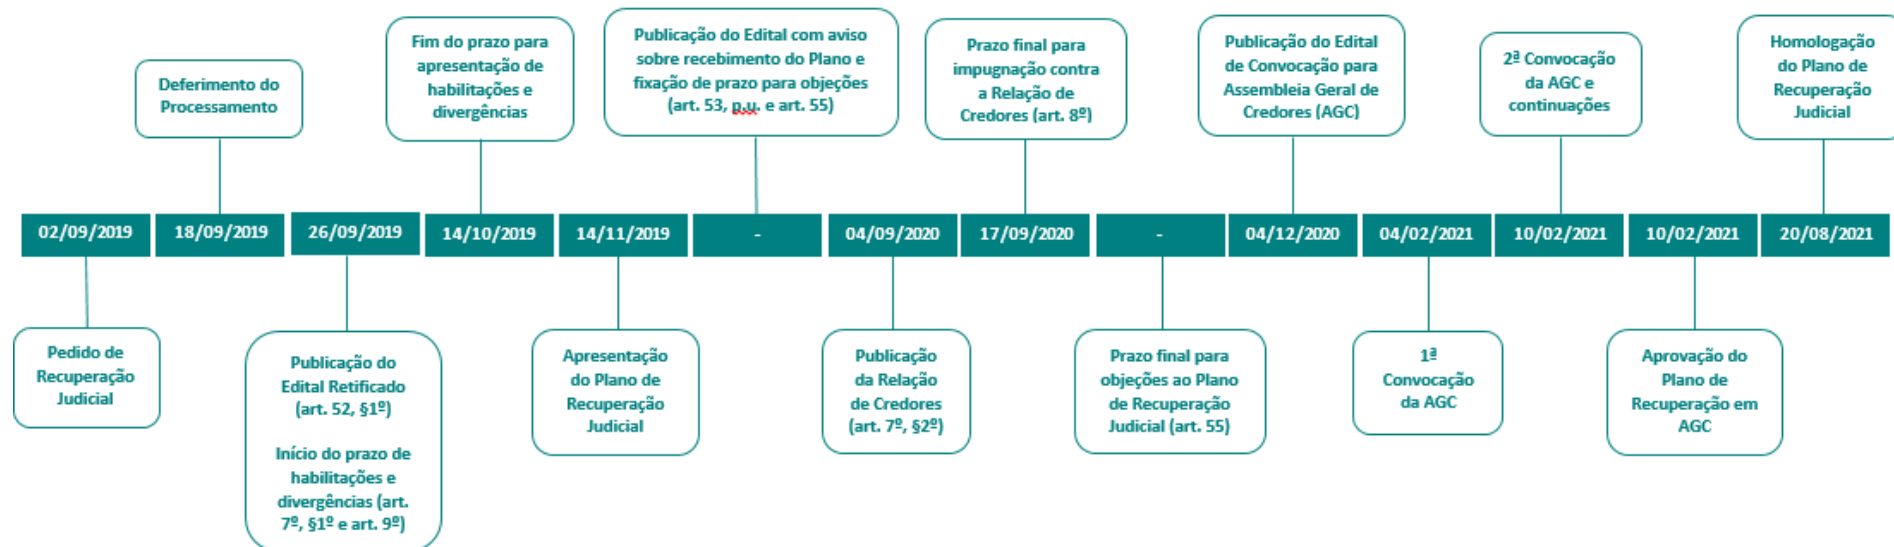 Deferimento do
Processamento
Fim do prazo para
apresentação de
habilitações e
divergências
Publicação do Edital com aviso
sobre recebimento do Plano e
fixação de prazo para objeções
(art. 53, p.u. e art. 55)
Prazo final para
impugnação contra
a Relação de
Credores (art. 8º)
Publicação do Edital
de Convocação para
Assembleia Geral de
Credores (AGC)
2ª Convocação
da AGC e
continuações
Homologação
do Plano de
Recuperação
Judicial
02/09/2019
18/09/2019
26/09/2019
14/10/2019
14/11/2019
-
04/09/2020
17/09/2020
-
04/12/2020
04/02/2021
10/02/2021
10/02/2021
20/08/2021
Pedido de
Recuperação
Judicial
Publicação do
Edital Retificado
(art. 52, §1º)
Início do prazo de
habilitações e
divergências (art.
7º, §1º e art. 9º)
Apresentação
do Plano de
Recuperação
Judicial
Publicação
da Relação
de Credores
(art. 7º, §2º)
Prazo final para
objeções ao Plano
de Recuperação
Judicial (art. 55)
1ª
Convocação
da AGC
Aprovação do
Plano de
Recuperação em
AGC